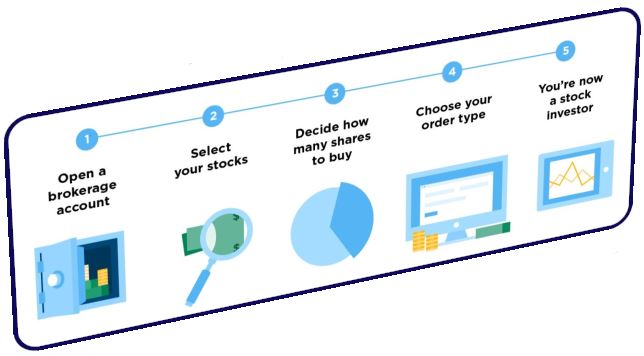 1
Open a
brokerage
account
2
Select
your stocks
3
Decide how
many shares
to buy
4
Choose your
order type
5
You're now
a stock
investor